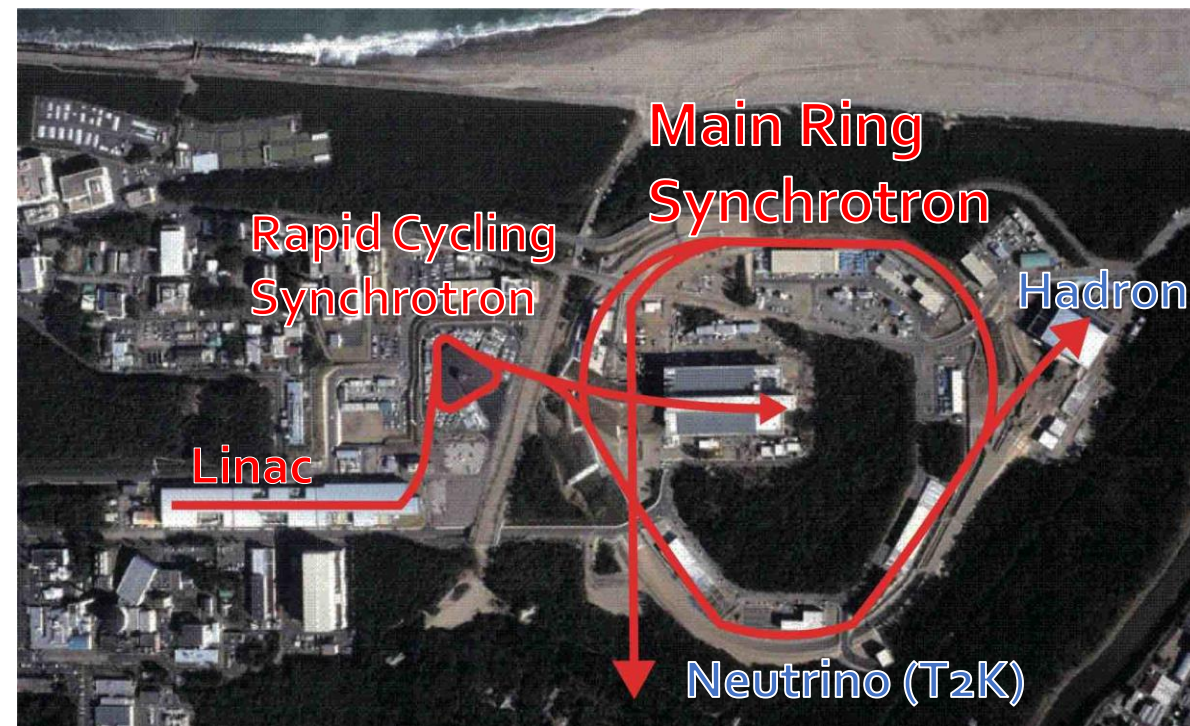 Main Ring
Synchrotron
Rapid Cycling
Synchrotron
Hadron
Linac
Neutrino (T2K)